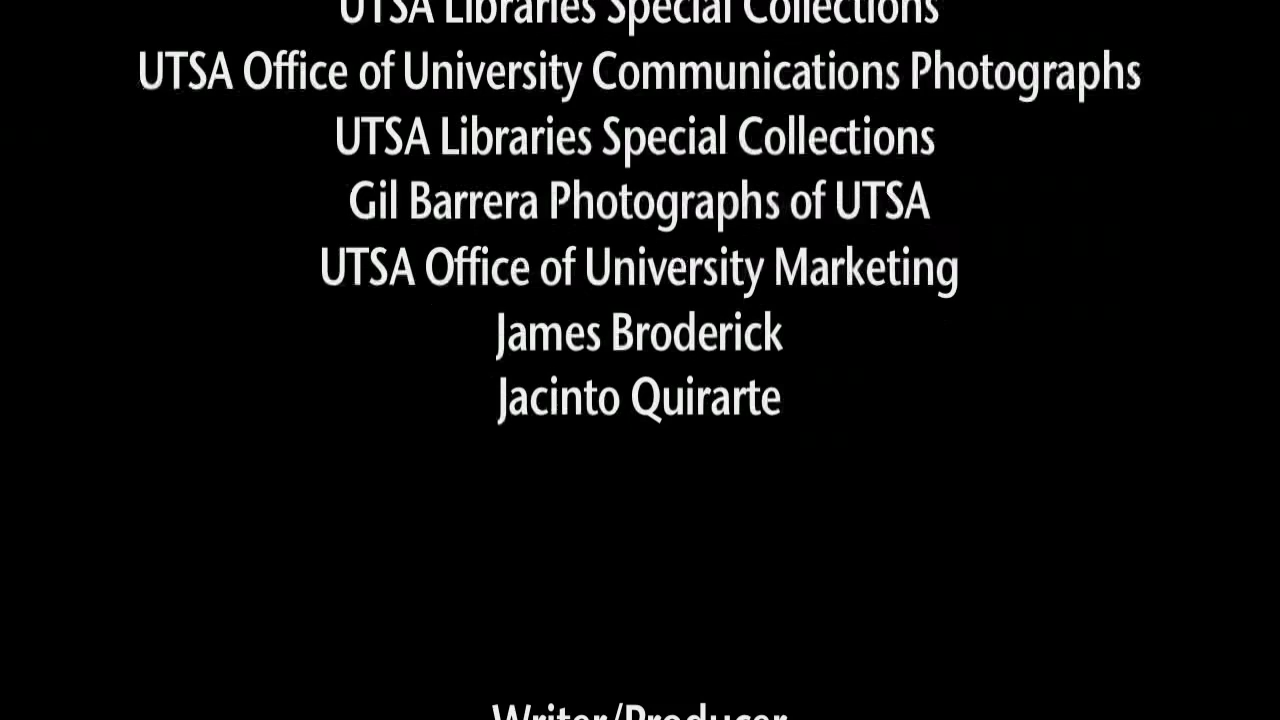 UTSA Libraries Special Collections
UTSA Office of University Communications Photographs
UTSA Libraries Special Collections
Gil Barrera Photographs of UTSA
UTSA Office of University Marketing
James Broderick
Jacinto Quirarte
Writer/Producer